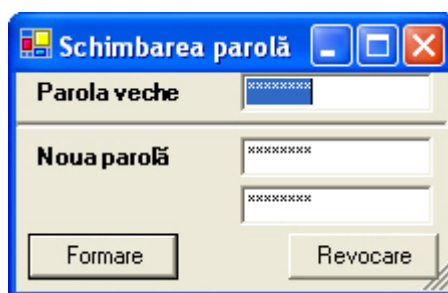 Schimbarea parolă
Parola veche ********
Noua parolă ********
********
Formare Revocare